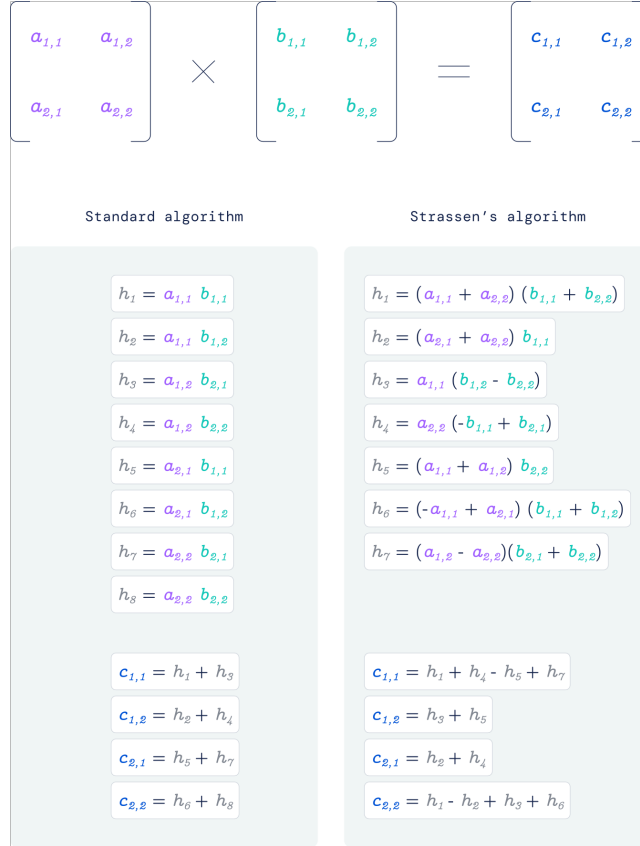 a1,1 a1,2 × b1,1 b1,2 = c1,1 c1,2
a2,1 a2,2 b2,1 b2,2 c2,1 c2,2
Standard algorithm
h1 = a1,1 b1,1
h2 = a1,1 b1,2
h3 = a1,2 b2,1
h4 = a1,2 b2,2
h5 = a2,1 b1,1
h6 = a2,1 b1,2
h7 = a2,2 b2,1
h8 = a2,2 b2,2
c1,1 = h1 + h3
c1,2 = h2 + h4
c2,1 = h5 + h7
c2,2 = h6 + h8
Strassen's algorithm
h1 = (a1,1 + a2,2) (b1,1 + b2,2)
h2 = (a2,1 + a2,2) b1,1
h3 = a1,1 (b1,2 - b2,2)
h4 = a2,2 (-b1,1 + b2,1)
h5 = (a1,1 + a1,2) b2,2
h6 = (-a1,1 + a2,1) (b1,1 + b1,2)
h7 = (a1,2 - a2,2)(b2,1 + b2,2)
c1,1 = h1 + h4 - h5 + h7
c1,2 = h3 + h5
c2,1 = h2 + h4
c2,2 = h1 - h2 + h3 + h6